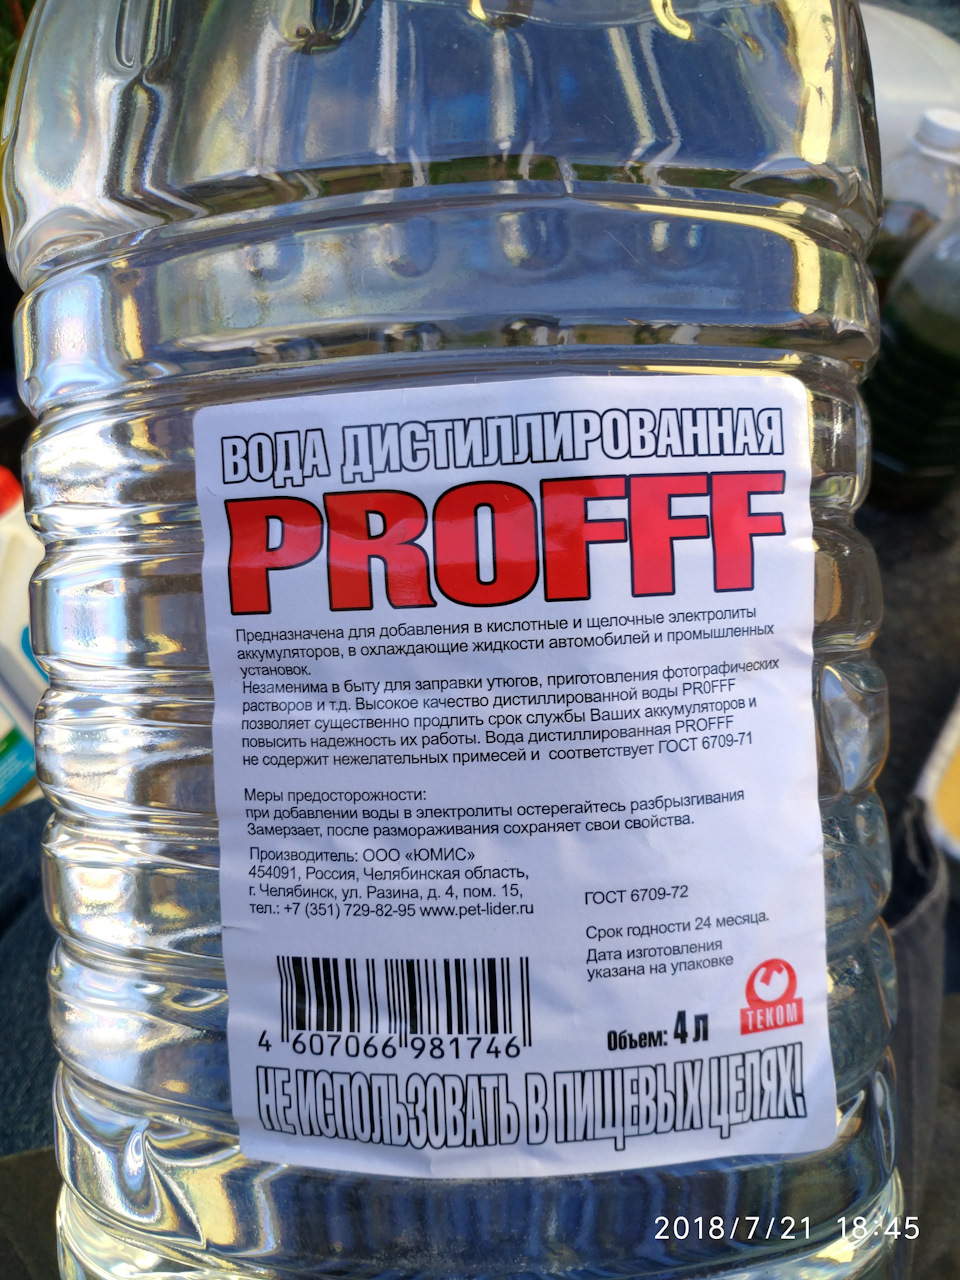 ВОДА ДИСТИЛЛИРОВАННАЯ
PROFFF
Предназначена для добавления в кислотные и щелочные электролиты
аккумуляторов, в охлаждающие жидкости автомобилей и промышленных
установок.
Незаменима в быту для заправки утюгов, приготовления фотографических
растворов и т.д. Высокое качество дистиллированной воды PR0FFF
позволяет существенно продлить срок службы Ваших аккумуляторов и
повысить надежность их работы. Вода дистиллированная PROFFF
не содержит нежелательных примесей и соответствует ГОСТ 6709-71
Меры предосторожности:
при добавлении воды в электролиты остерегайтесь разбрызгивания
Замерзает, после размораживания сохраняет свои свойства.
Производитель: ООО «ЮМИС»
454091, Россия, Челябинская область,
г. Челябинск, ул. Разина, д. 4, пом. 15,
тел.: +7 (351) 729-82-95 www.pet-lider.ru
ГОСТ 6709-72
Срок годности 24 месяца.
Дата изготовления
указана на упаковке
ТЕКОМ
Объем: 4 л
4 607066 981746
НЕ ИСПОЛЬЗОВАТЬ В ПИЩЕВЫХ ЦЕЛЯХ!
2018/7/21 18:45